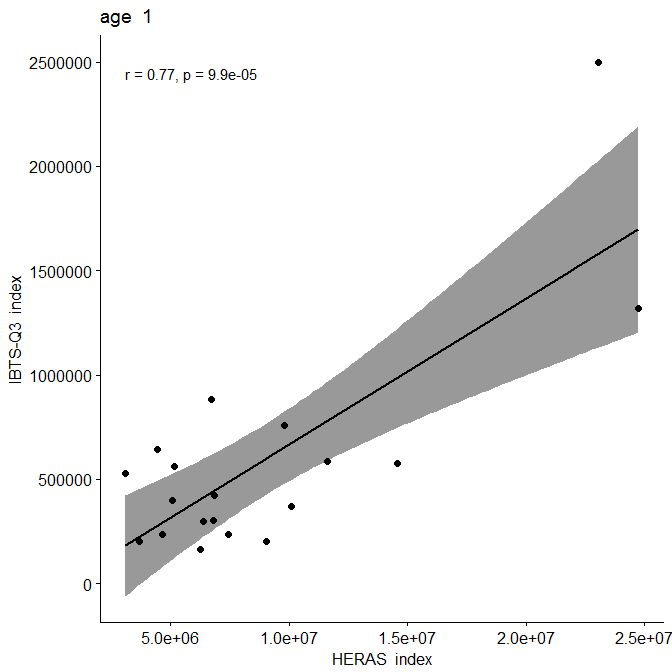 age 1
r = 0.77, p = 9.9e-05
2500000
2000000
1500000
1000000
500000
0
IBTS-Q3 index
5.0e+06 1.0e+07 1.5e+07 2.0e+07 2.5e+07
HERAS index